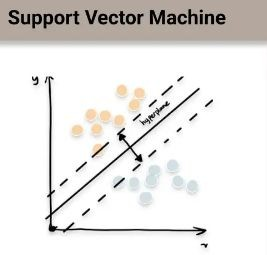 Support Vector Machine
y
hyperplane
x